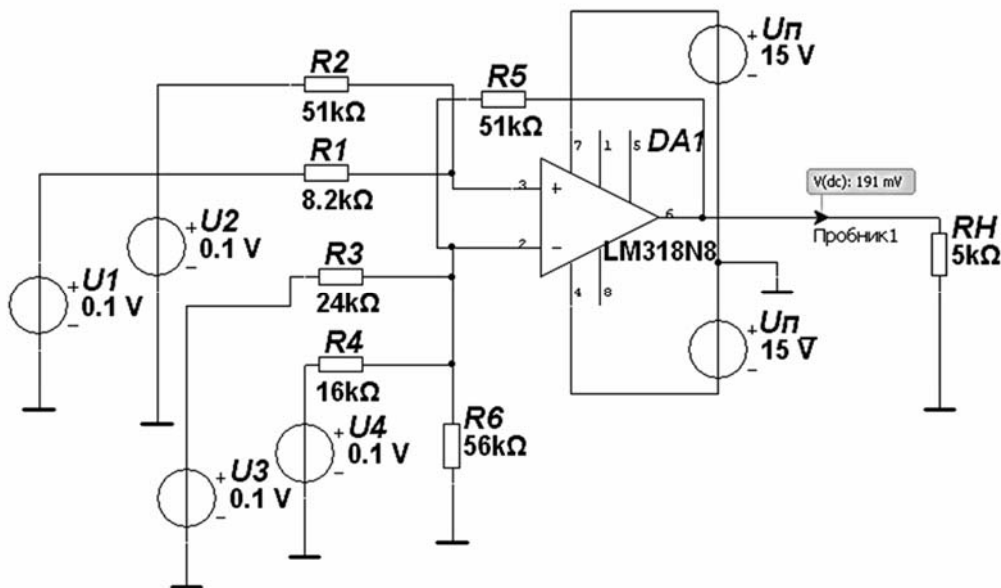 Uп
15 V
R2
51kΩ
R5
51kΩ
7
1
5
DA1
R1
8.2kΩ
3
6
V(dc): 191 mV
Пробник1
U2
0.1 V
2
LM318N8
RH
5kΩ
R3
24kΩ
4
8
U1
0.1 V
Uп
15 V
R4
16kΩ
R6
56kΩ
U4
0.1 V
U3
0.1 V